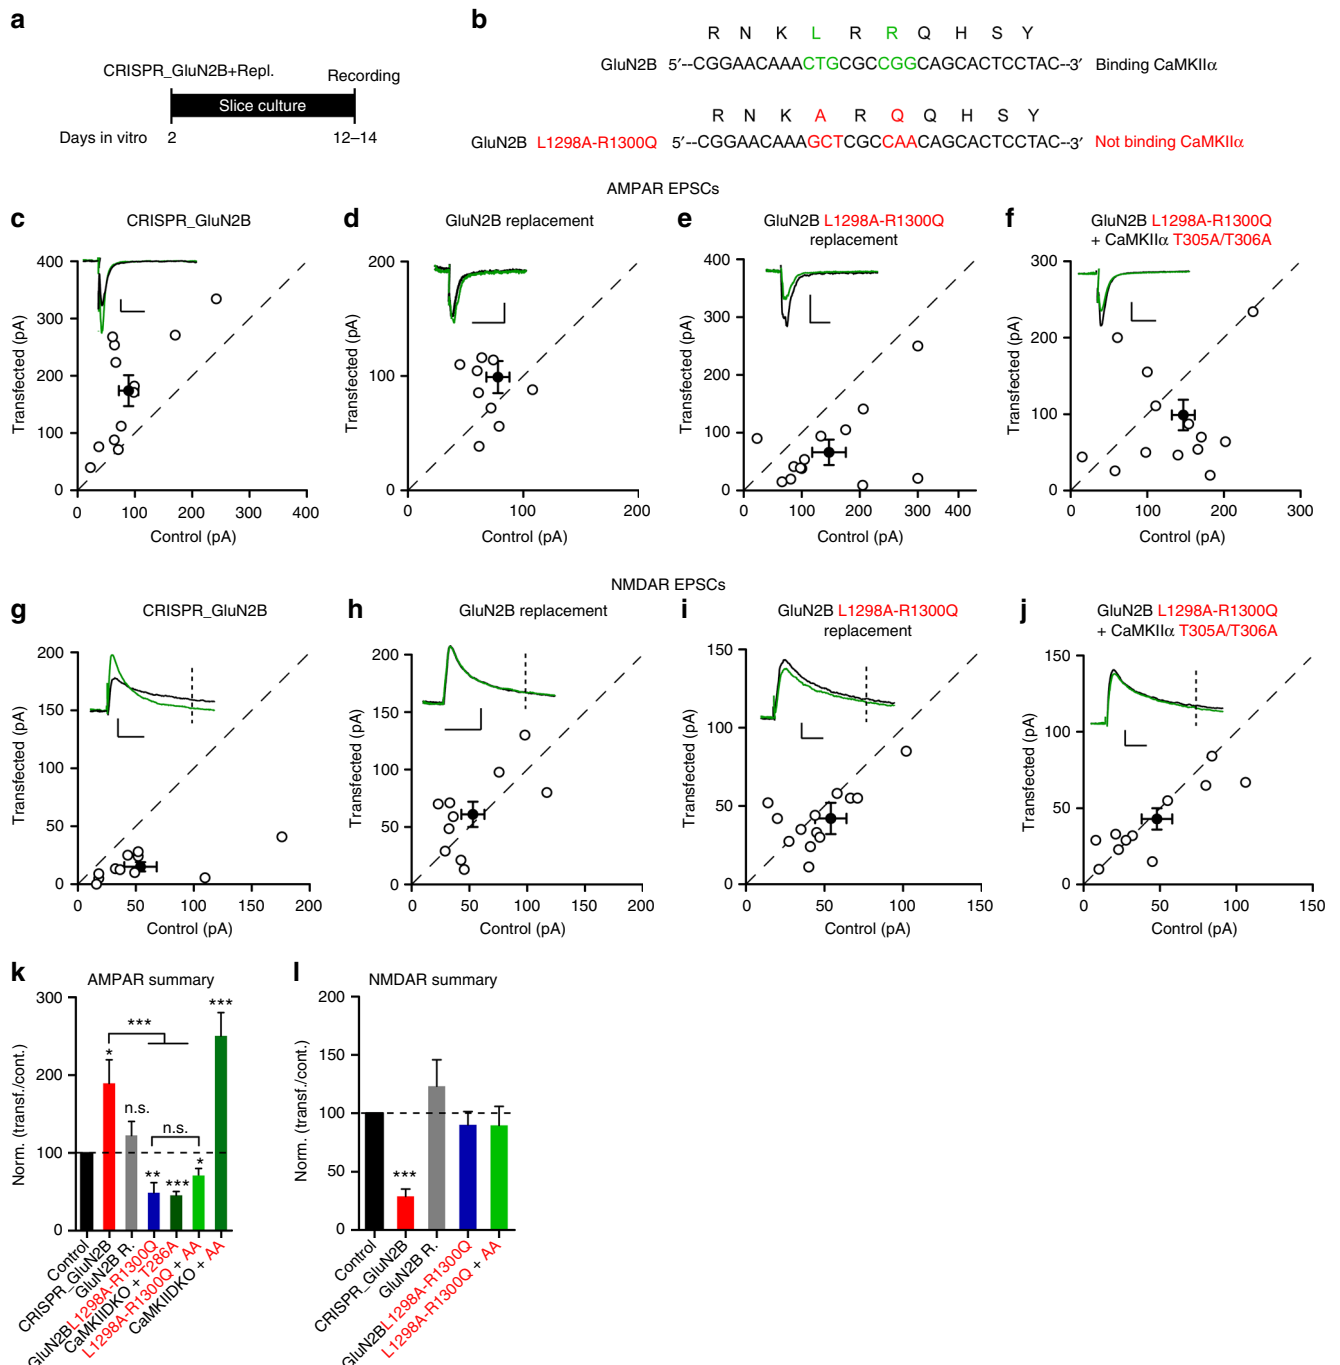 a
CRISPR_GluN2B+Repl.
Recording
Slice culture
Days in vitro 2 12–14
b
R N K L R R Q H S Y
GluN2B 5′--CGGAACAAACTGCGCCGGCAGCACTCCTAC--3′ Binding CaMKIIα
R N K A R Q Q H S Y
GluN2B L1298A-R1300Q 5′--CGGAACAAAGCTCGCCAACAGCACTCCTAC--3′ Not binding CaMKIIα
AMPAR EPSCs
c
CRISPR_GluN2B
400
300
200
100
0
Transfected (pA)
0 100 200 300 400
Control (pA)
d
GluN2B replacement
200
100
0
Transfected (pA)
0 100 200
Control (pA)
e
GluN2B L1298A-R1300Q
replacement
400
300
200
100
0
Transfected (pA)
0 100 200 300 400
Control (pA)
f
GluN2B L1298A-R1300Q
+ CaMKIIα T305A/T306A
300
200
100
0
Transfected (pA)
0 100 200 300
Control (pA)
NMDAR EPSCs
g
CRISPR_GluN2B
200
150
100
50
0
Transfected (pA)
0 50 100 150 200
Control (pA)
h
GluN2B replacement
200
150
100
50
0
Transfected (pA)
0 50 100 150 200
Control (pA)
i
GluN2B L1298A-R1300Q
replacement
150
100
50
0
Transfected (pA)
0 50 100 150
Control (pA)
j
GluN2B L1298A-R1300Q
+ CaMKIIα T305A/T306A
150
100
50
0
Transfected (pA)
0 50 100 150
Control (pA)
k
AMPAR summary
300
200
100
0
Norm. (transf./cont.)
***
*
n.s.
**
***
n.s.
*
***
Control
CRISPR_GluN2B
GluN2B R.
GluN2BL1298A-R1300Q
CaMKIIDKO + T286A
L1298A-R1300Q + AA
CaMKIIDKO + AA
l
NMDAR summary
200
150
100
50
0
Norm. (transf./cont.)
***
Control
CRISPR_GluN2B
GluN2B R.
GluN2BL1298A-R1300Q
L1298A-R1300Q + AA